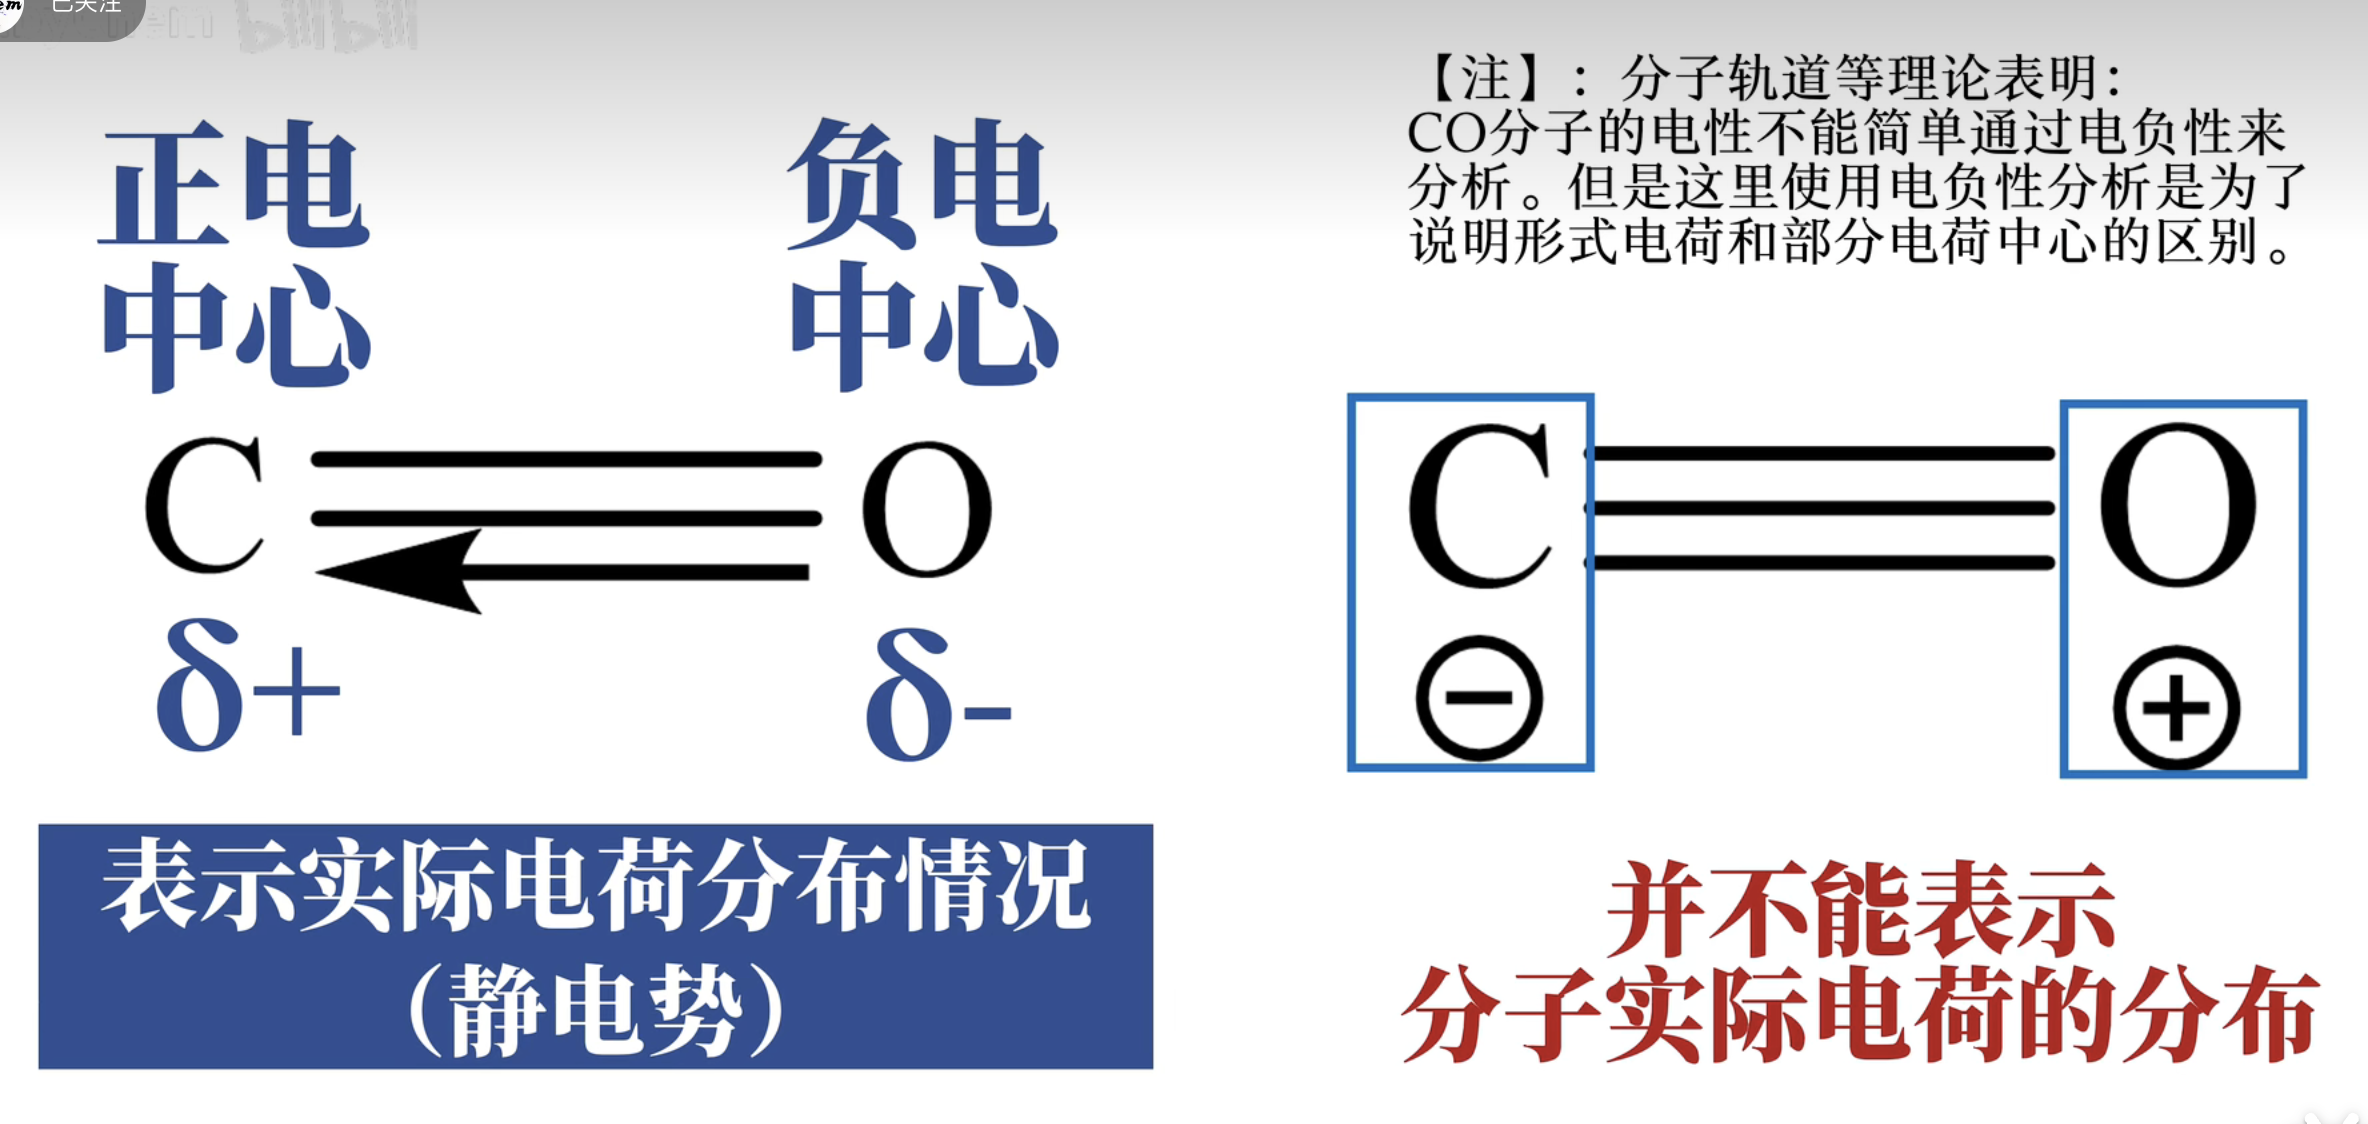 已关注
bilibili
【注】：分子轨道等理论表明：
CO分子的电性不能简单通过电负性来
分析。但是这里使用电负性分析是为了
说明形式电荷和部分电荷中心的区别。
正电
中心
负电
中心
C O
δ+ δ-
表示实际电荷分布情况
（静电势）
C O
⊖ ⊕
并不能表示
分子实际电荷的分布